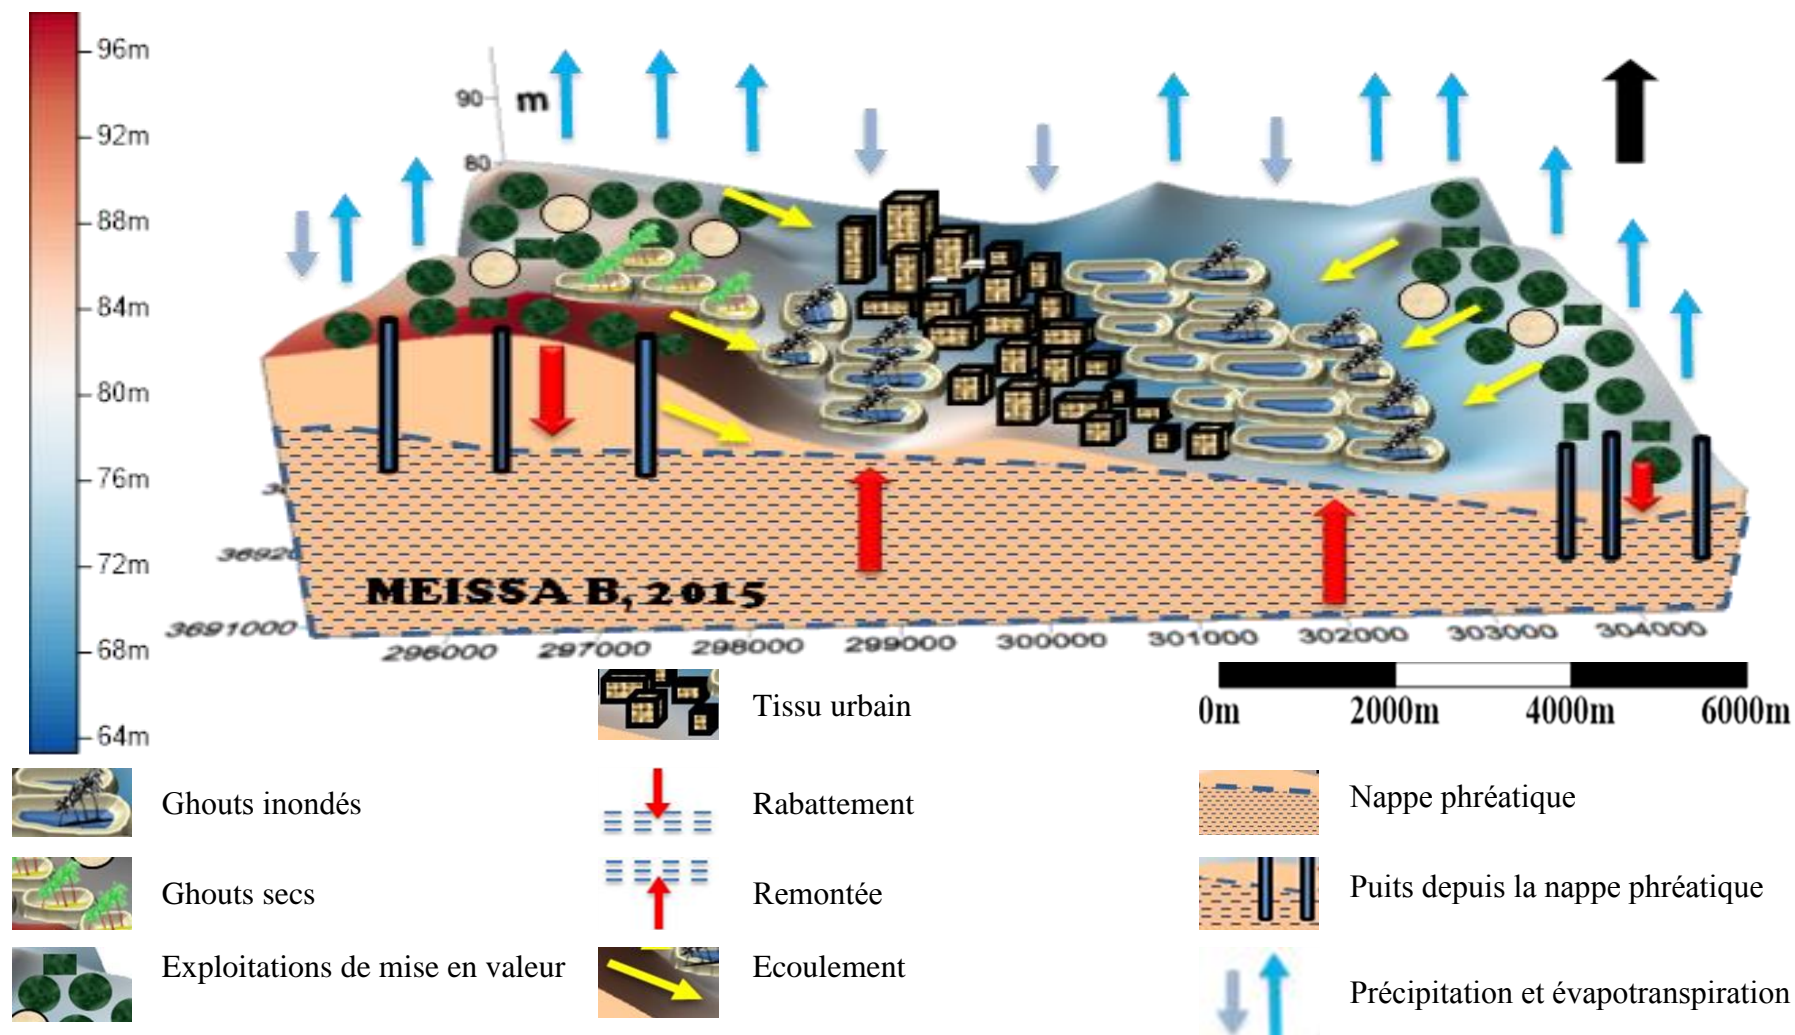 96m
92m
88m
84m
80m
76m
72m
68m
64m
90
m
80
36920
3691000
MEISSA B, 2015
296000 297000 298000 299000 300000 301000 302000 303000 304000
0m 2000m 4000m 6000m
Tissu urbain
Ghouts inondés
Rabattement
Nappe phréatique
Ghouts secs
Remontée
Puits depuis la nappe phréatique
Exploitations de mise en valeur
Ecoulement
Précipitation et évapotranspiration